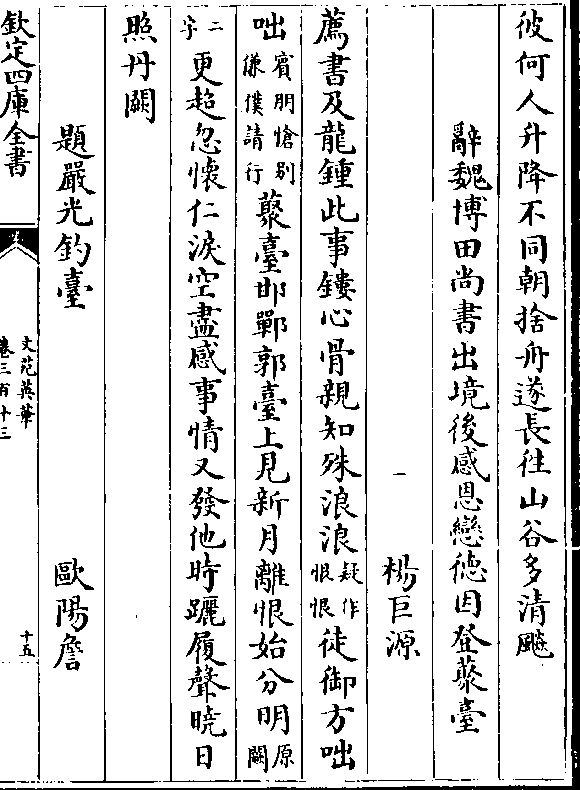 彼何人升降不同朝捨舟遂長往山谷多清飈
辭魏博田尚書出境後感恩戀德因登藂臺
楊巨源
薦書及龍鍾此事鏤心骨親知殊浪浪疑作恨恨徒御方咄
咄賓朋愴別傔僕請行藂臺邯鄲郭臺上見新月離恨始分明原闕
二字更超忽懷仁淚空盡感事情又發他時躧履聲曉日
照丹闕
題嚴光釣臺
歐陽詹
欽定四庫全書
文苑英華
卷三百十三
十五